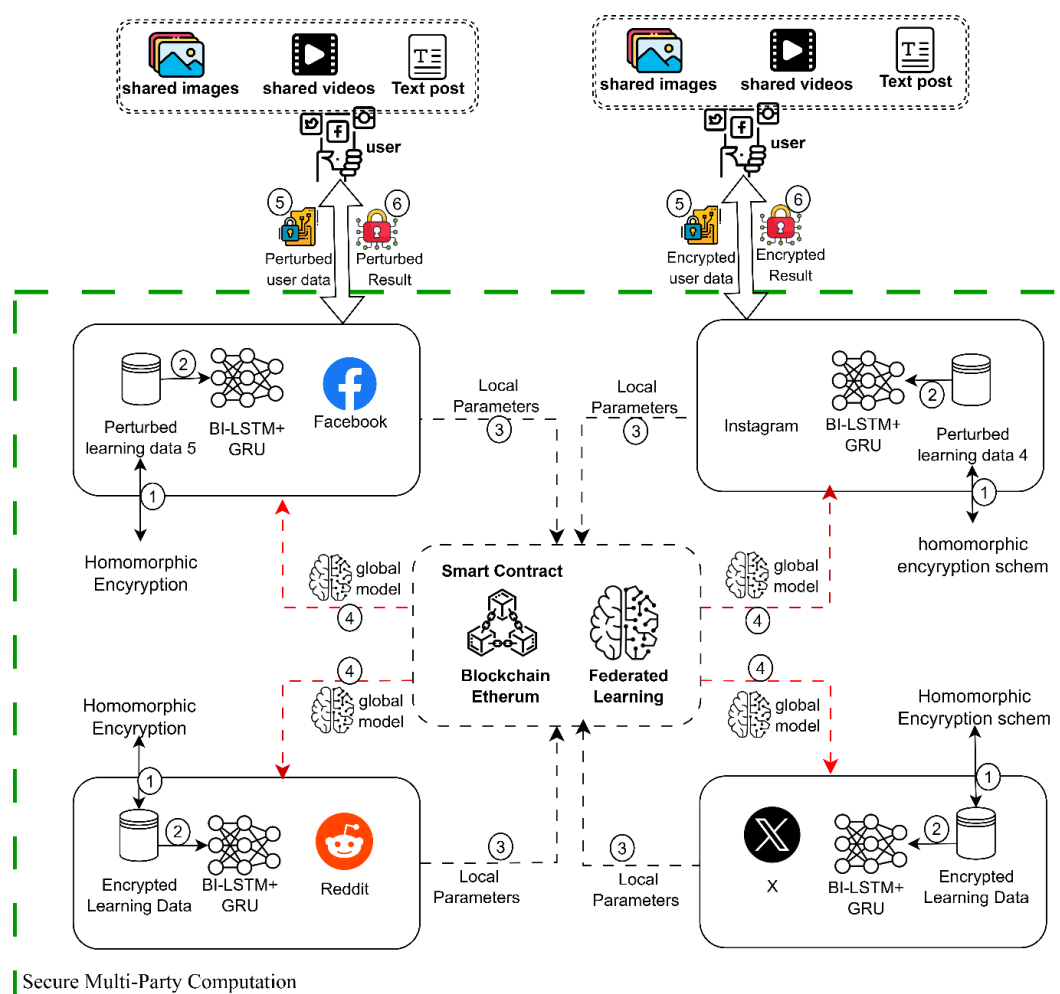 shared images
shared videos
Text post
shared images
shared videos
Text post
user
user
5
6
5
6
Perturbed
user data
Perturbed
Result
Encrypted
user data
Encrypted
Result
2
Perturbed
learning data 5
BI-LSTM+
GRU
Facebook
1
Homomorphic
Encyryption
Local
Parameters
3
Local
Parameters
3
Instagram
BI-LSTM+
GRU
2
Perturbed
learning data 4
1
homomorphic
encyryption schem
global
model
4
global
model
4
Smart Contract
Blockchain
Etherum
Federated
Learning
4
global
model
4
global
model
Homomorphic
Encyryption
1
2
Encrypted
Learning Data
BI-LSTM+
GRU
Reddit
3
Local
Parameters
3
Local
Parameters
Homomorphic
Encyryption schem
1
X
BI-LSTM+
GRU
2
Encrypted
Learning Data
Secure Multi-Party Computation